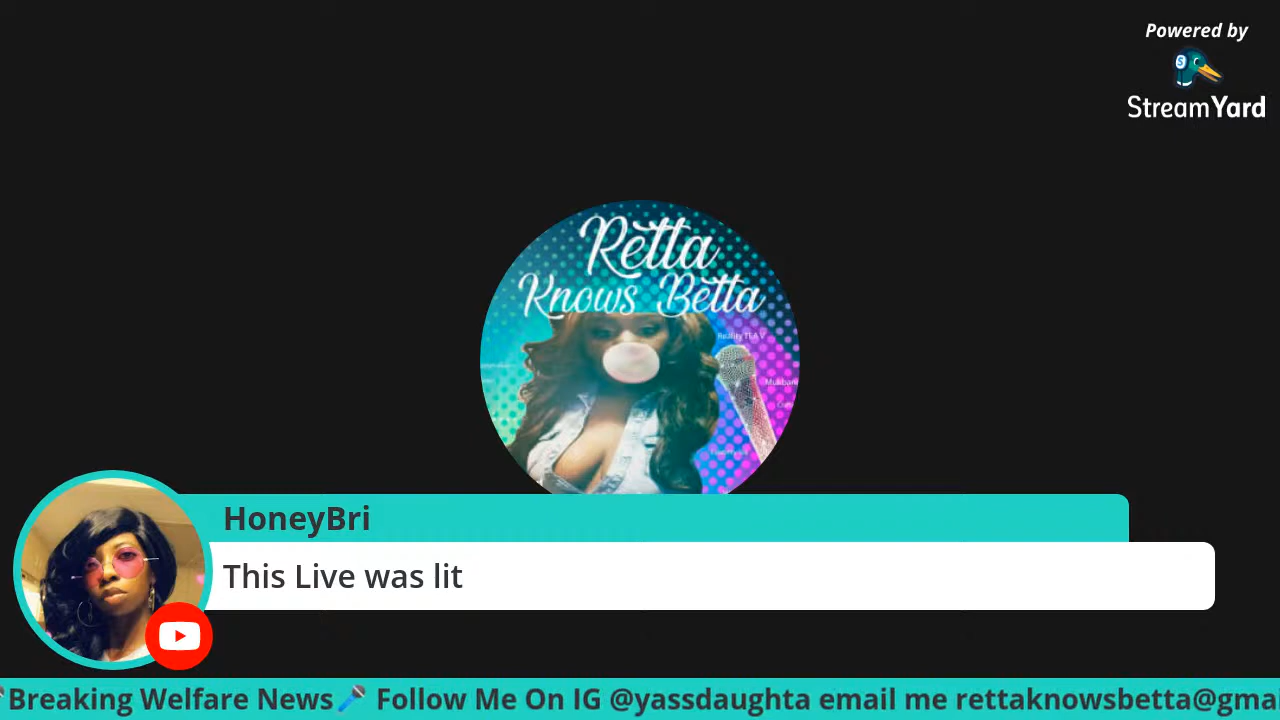 Powered by
StreamYard
Retta
Knows Betta
HoneyBri
This Live was lit
🎤Breaking Welfare News🎤 Follow Me On IG @yassdaughta email me rettaknowsbetta@gma